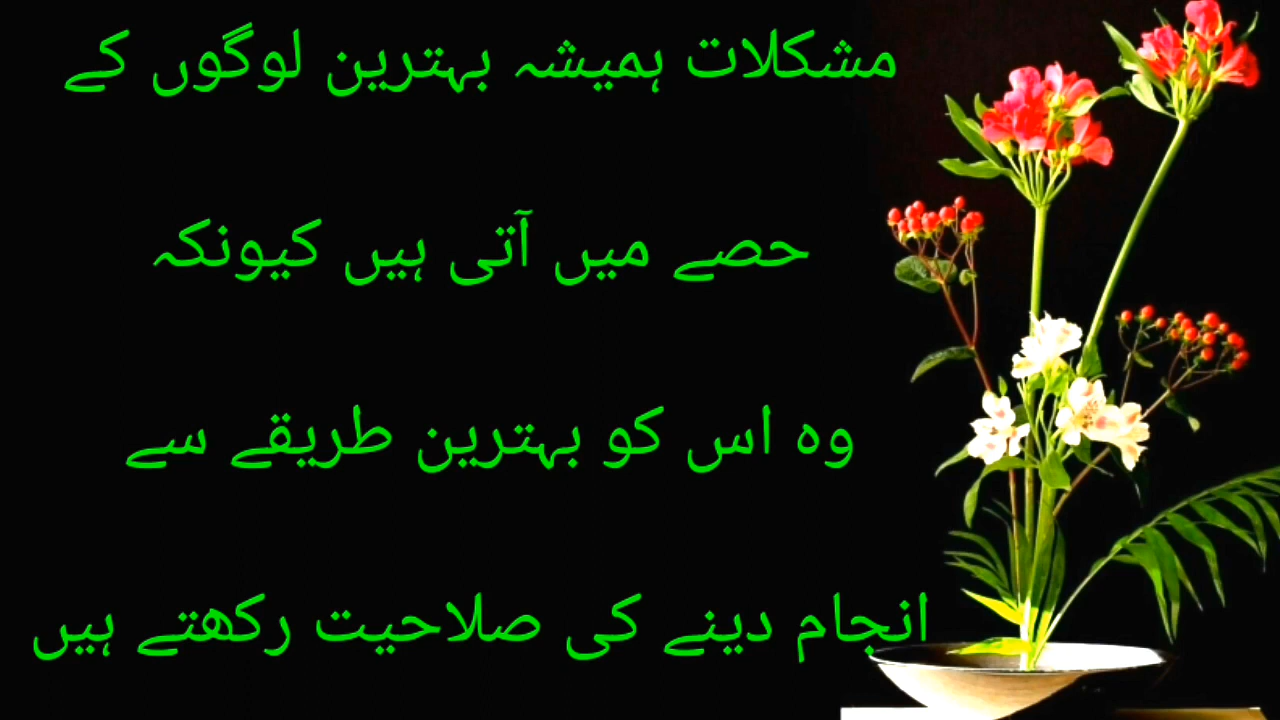 مشکلات ہمیشہ بہترین لوگوں کے
حصے میں آتی ہیں کیونکہ
وہ اس کو بہترین طریقے سے
انجام دینے کی صلاحیت رکھتے ہیں